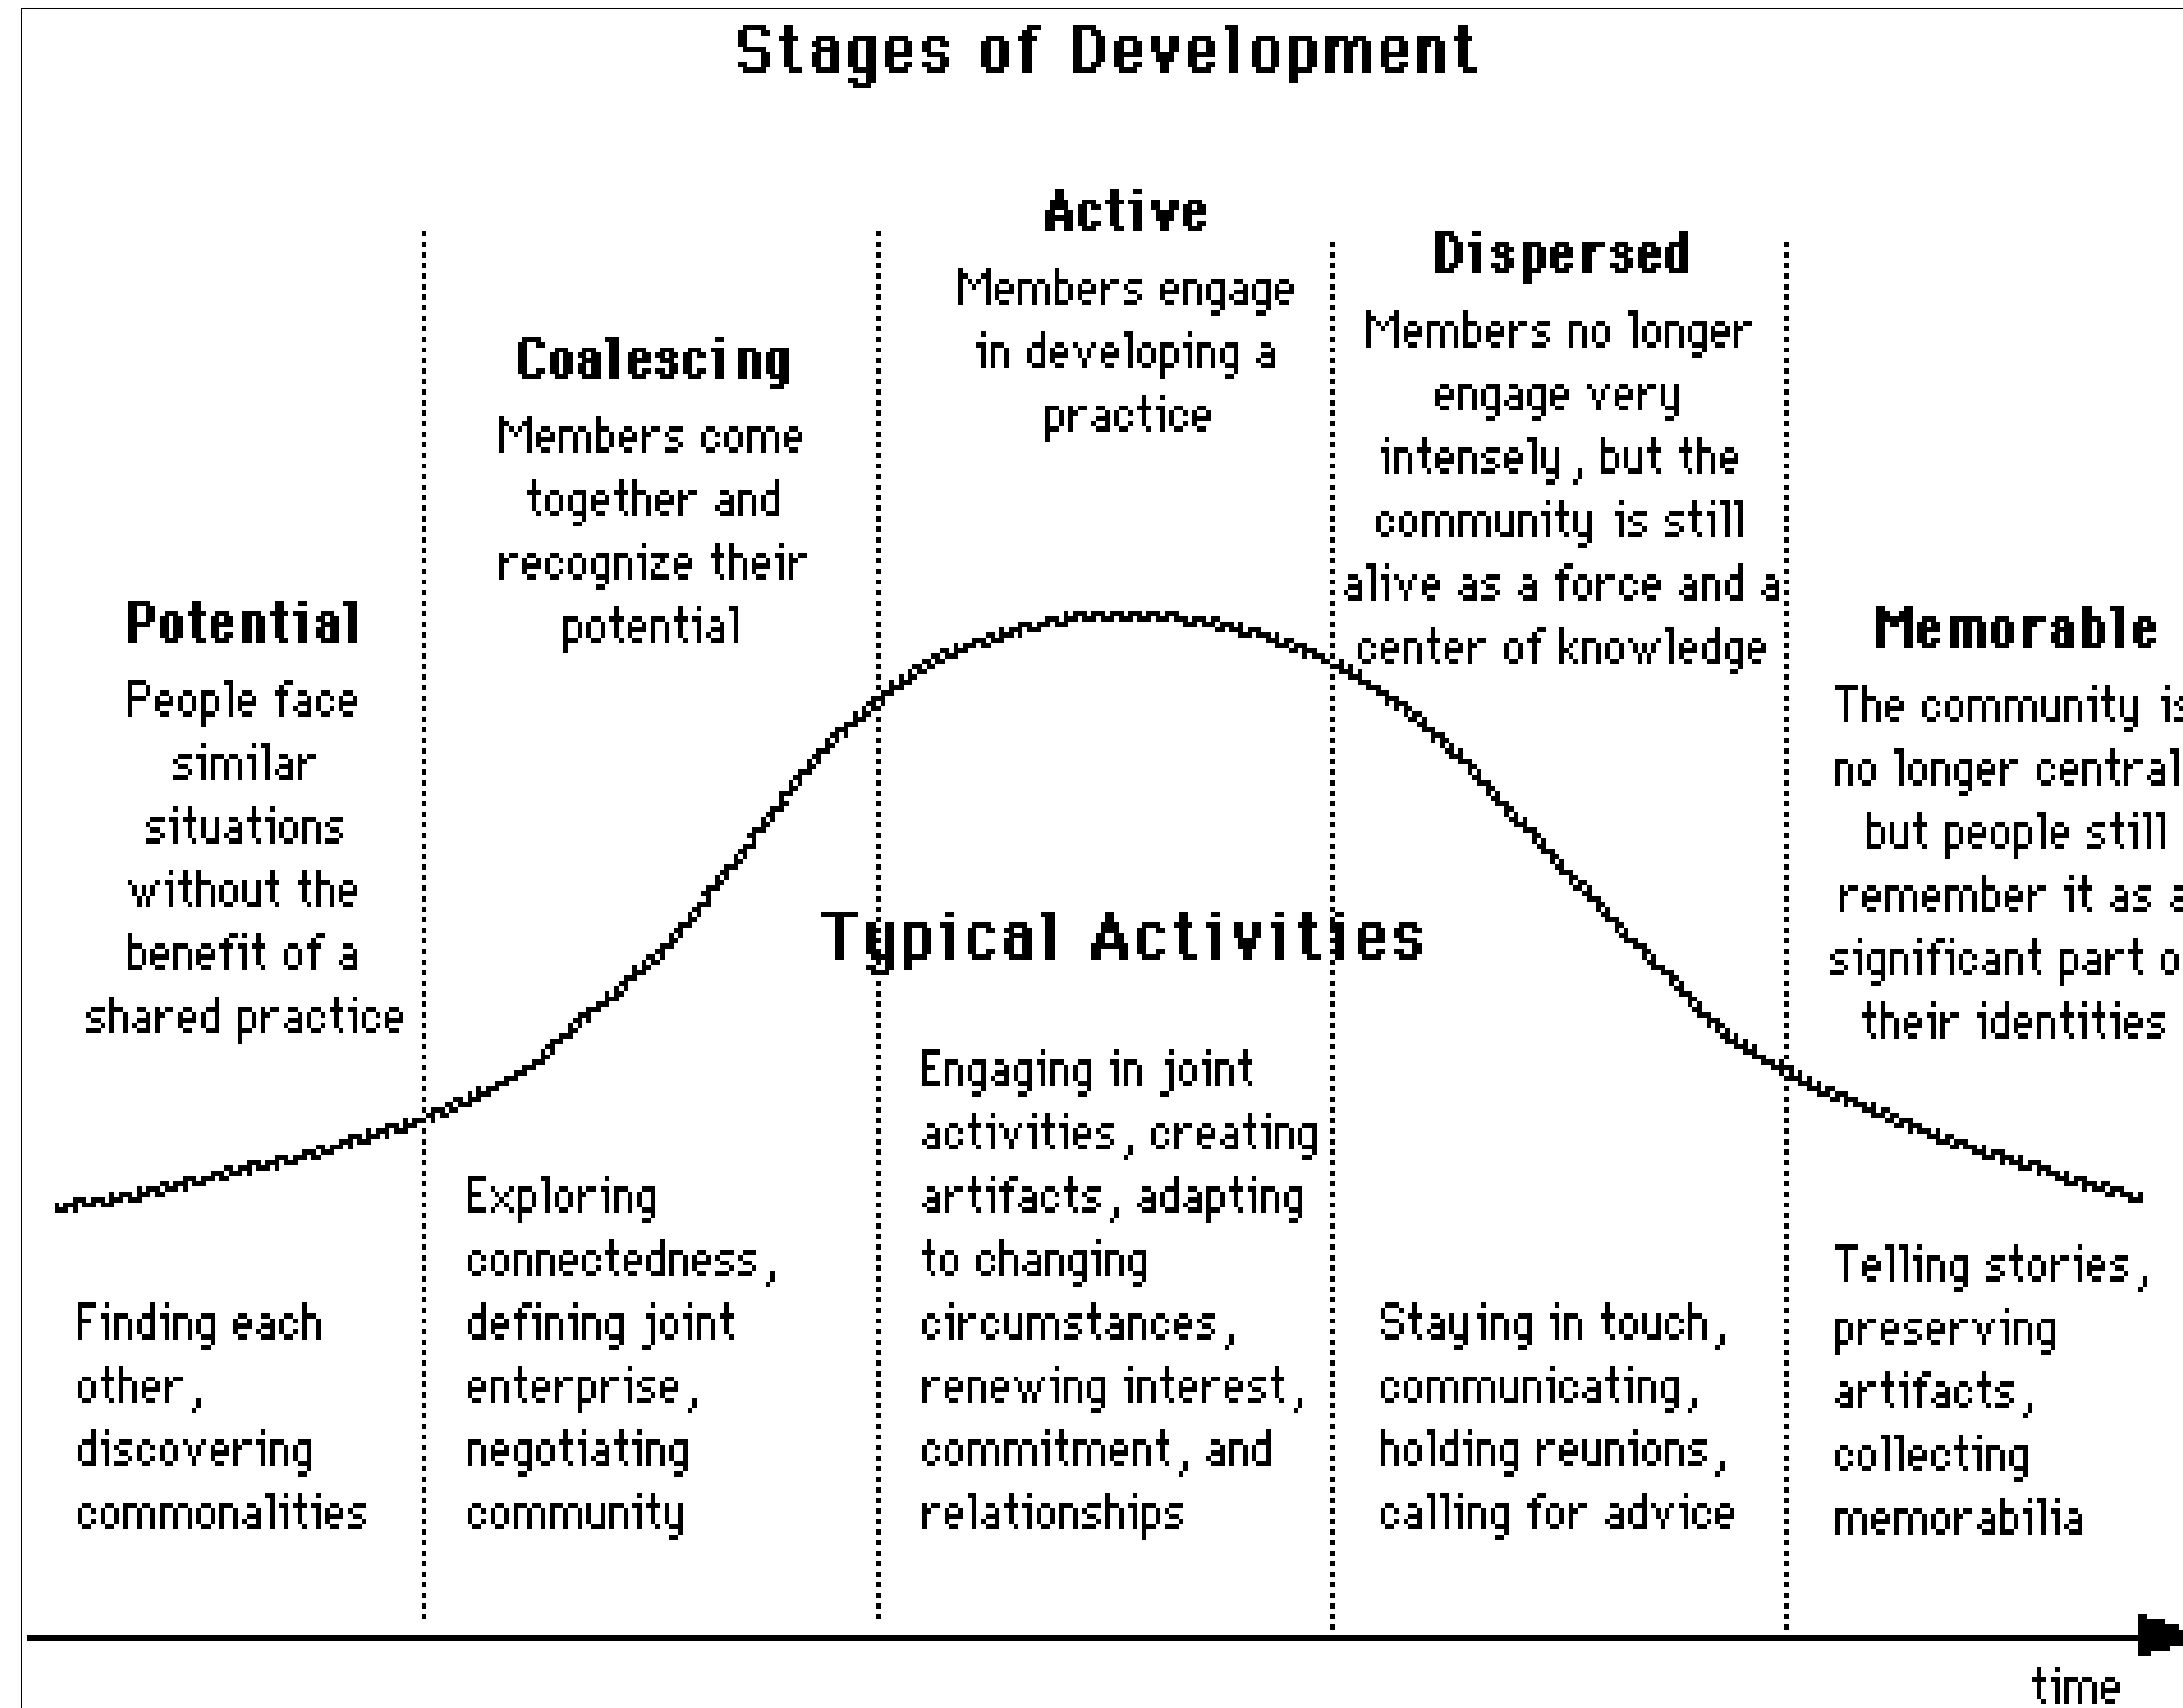 Stages of Development
Potential
People face
similar
situations
without the
benefit of a
shared practice
Coalescing
Members come
together and
recognize their
potential
Active
Members engage
in developing a
practice
Dispersed
Members no longer
engage very
intensely, but the
community is still
alive as a force and a
center of knowledge
Memorable
The community is
no longer central
but people still
remember it as a
significant part o
their identities
Typical Activities
Finding each
other,
discovering
commonalities
Exploring
connectedness,
defining joint
enterprise,
negotiating
community
Engaging in joint
activities, creating
artifacts, adapting
to changing
circumstances,
renewing interest,
commitment, and
relationships
Staying in touch,
communicating,
holding reunions,
calling for advice
Telling stories,
preserving
artifacts,
collecting
memorabilia
time